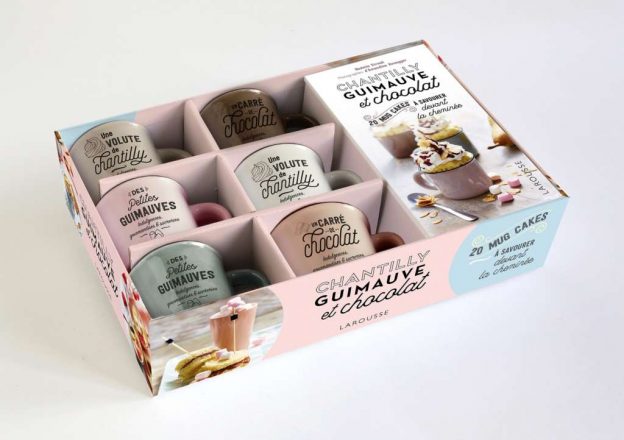 Une
VOLUTE
de
chantilly
UN
CARRÉ
DE
chocolat
DES
Petites
GUIMAUVES
Une
VOLUTE
de
chantilly
DES
Petites
GUIMAUVES
UN
CARRÉ
DE
chocolat
CHANTILLY
GUIMAUVE
et chocolat
20 MUG CAKES
À SAVOURER
devant
la cheminée
LAROUSSE
CHANTILLY
GUIMAUVE
et chocolat
LAROUSSE
20 MUG CAKES
À SAVOURER
devant
la cheminée